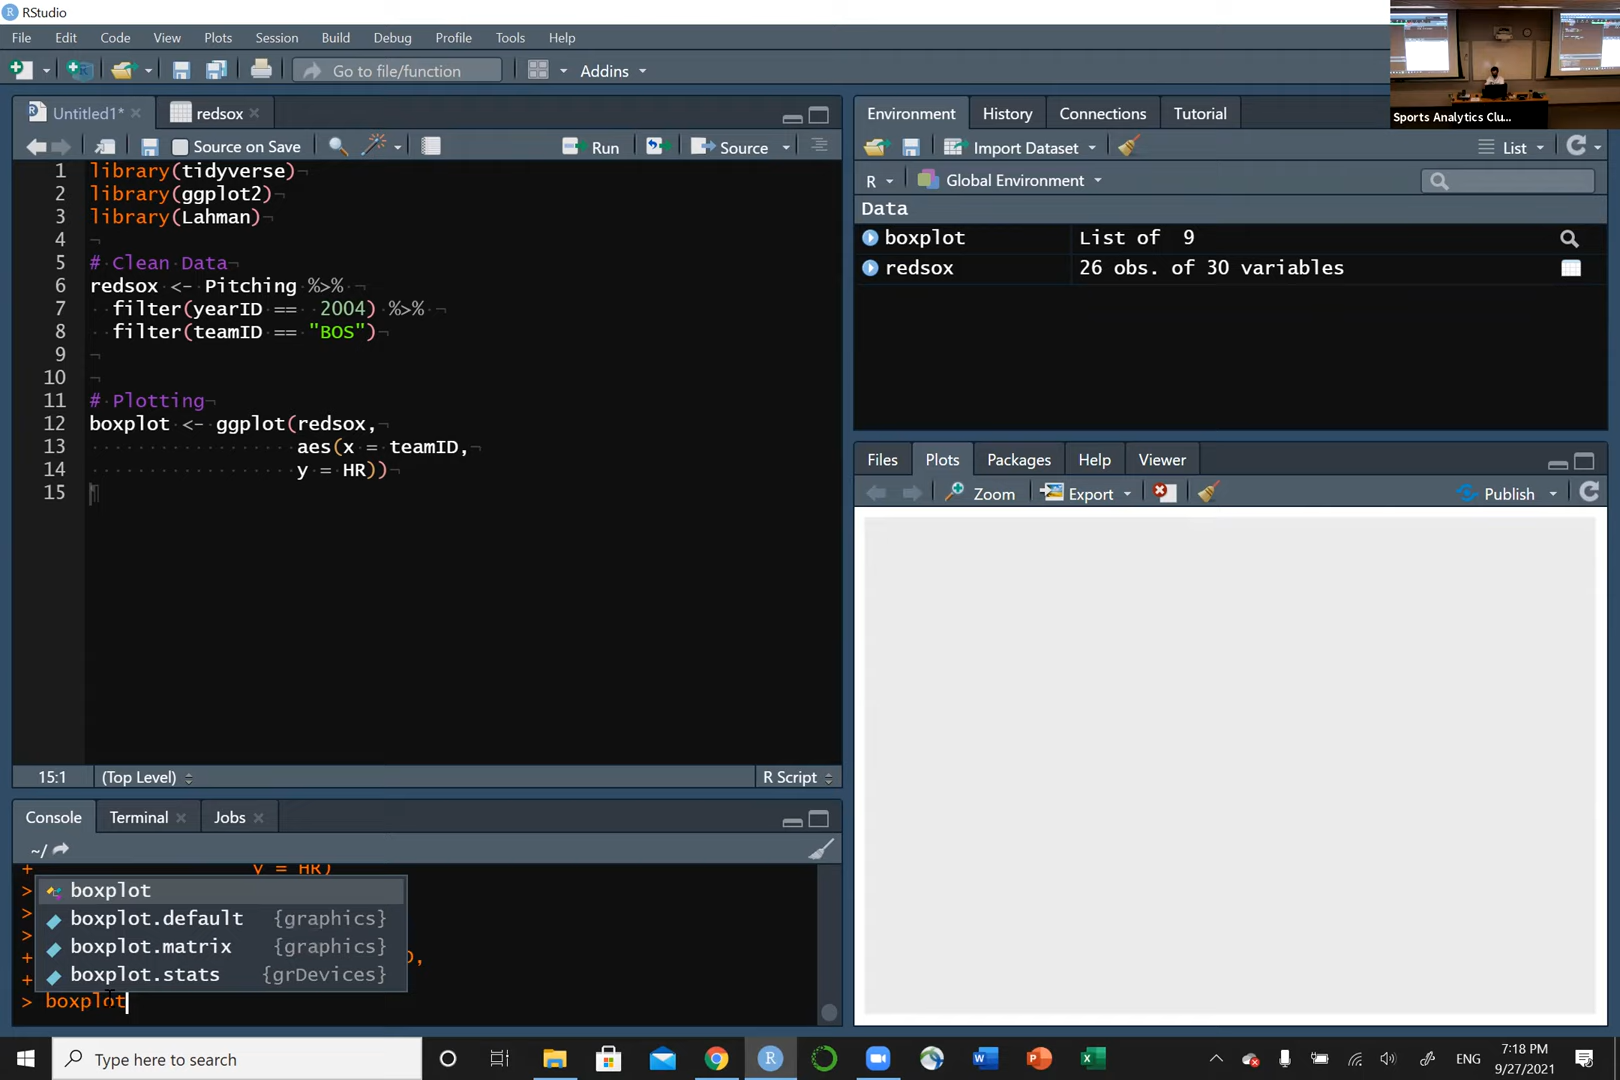 RStudio
File Edit Code View Plots Session Build Debug Profile Tools Help
Go to file/function Addins
Sports Analytics Clu...
Untitled1* redsox
Source on Save Run Source
1 library(tidyverse)
2 library(ggplot2)
3 library(Lahman)
4
5 # Clean Data
6 redsox <- Pitching %>%
7 filter(yearID == 2004) %>%
8 filter(teamID == "BOS")
9
10
11 # Plotting
12 boxplot <- ggplot(redsox,
13 aes(x = teamID,
14 y = HR))
15
15:1 (Top Level) R Script
Environment History Connections Tutorial
Import Dataset List
R Global Environment
Data
boxplot List of 9
redsox 26 obs. of 30 variables
Files Plots Packages Help Viewer
Zoom Export Publish
Console Terminal Jobs
~/
+ y = HR)
> boxplot
> boxplot.default {graphics}
> boxplot.matrix {graphics}
+ D,
+ boxplot.stats {grDevices}
> boxplot
Type here to search
ENG
7:18 PM
9/27/2021